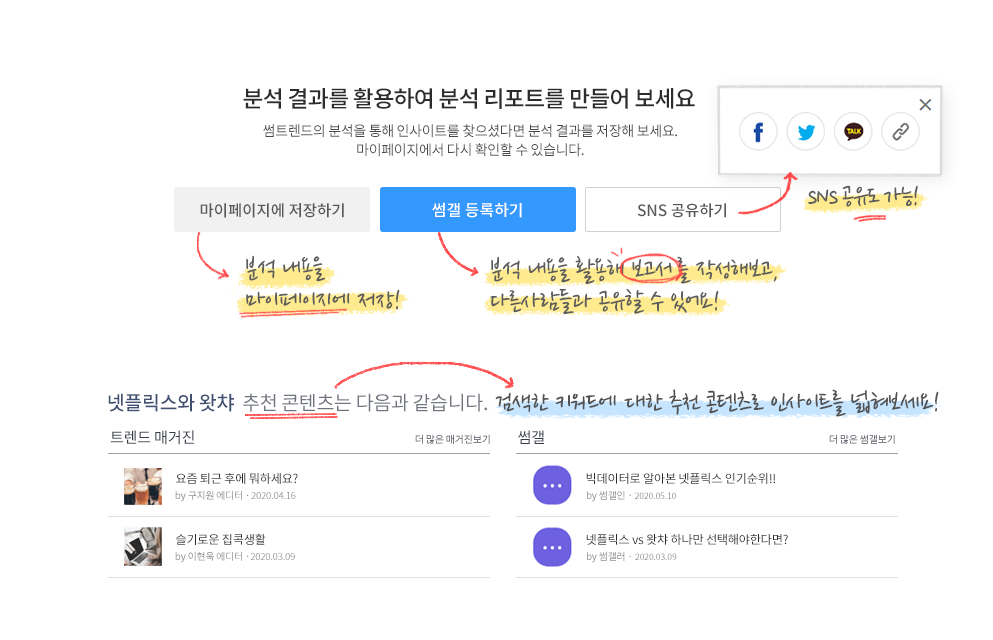 분석 결과를 활용하여 분석 리포트를 만들어 보세요
썸트렌드의 분석을 통해 인사이트를 찾으셨다면 분석 결과를 저장해 보세요.
마이페이지에서 다시 확인할 수 있습니다.
TALK
마이페이지에 저장하기
썸갤 등록하기
SNS 공유하기
SNS 공유도 가능!
분석 내용을
마이페이지에 저장!
분석 내용을 활용해 보고서를 작성해보고,
다른사람들과 공유할 수 있어요!
넷플릭스와 왓챠 추천 콘텐츠는 다음과 같습니다.
검색한 키워드에 대한 추천 콘텐츠로 인사이트를 넓혀보세요!
트렌드 매거진
더 많은 매거진보기
요즘 퇴근 후에 뭐하세요?
by 구지원 에디터 · 2020.04.16
슬기로운 집콕생활
by 이현욱 에디터 · 2020.03.09
썸갤
더 많은 썸갤보기
빅데이터로 알아본 넷플릭스 인기순위!!
by 썸갤인 · 2020.05.10
넷플릭스 vs 왓챠 하나만 선택해야한다면?
by 썸갤러 · 2020.03.09